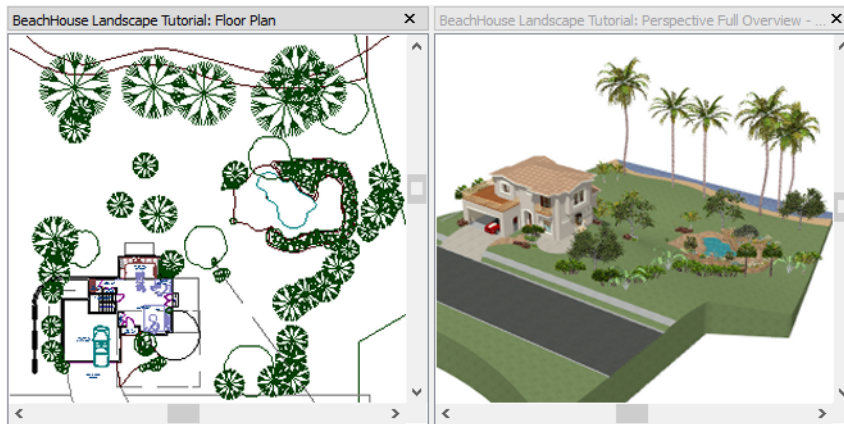 BeachHouse Landscape Tutorial: Floor Plan
BeachHouse Landscape Tutorial: Perspective Full Overview - ...